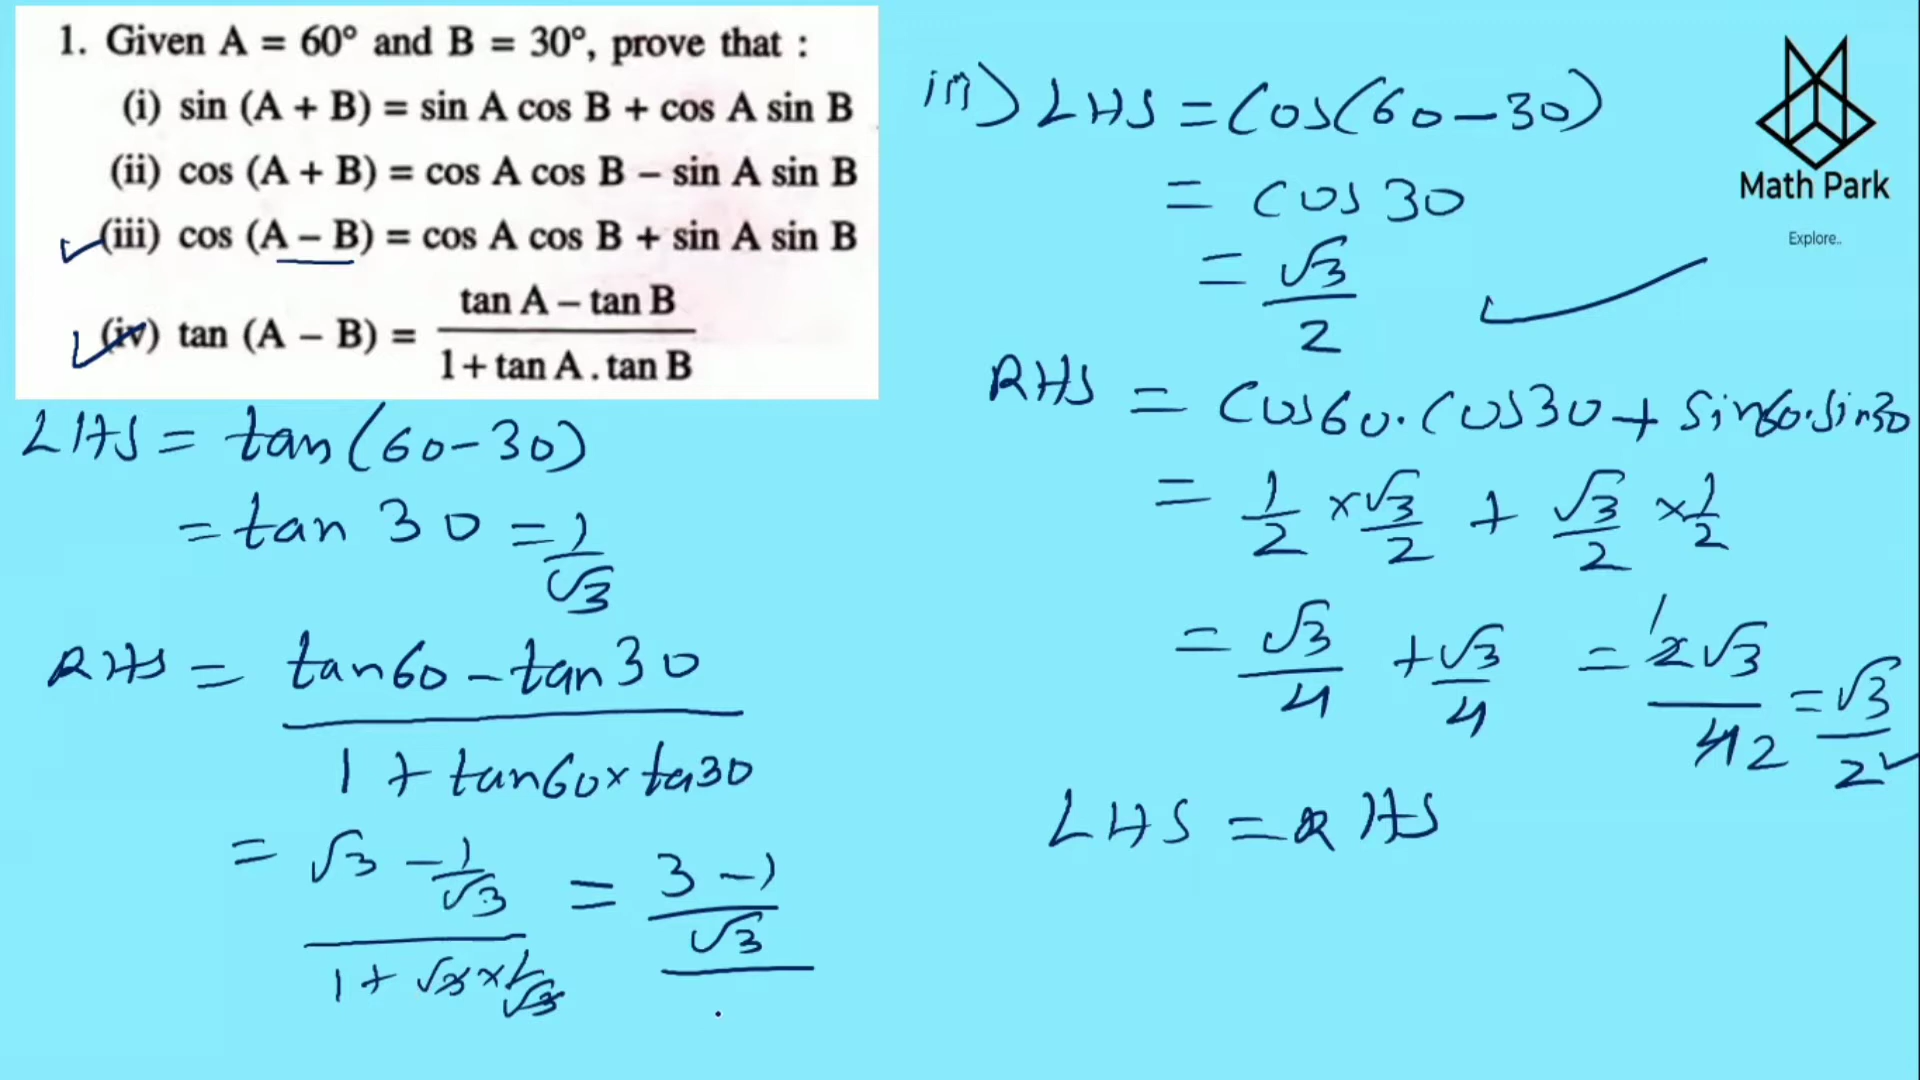 1. Given A = 60° and B = 30°, prove that :
(i) sin (A + B) = sin A cos B + cos A sin B
(ii) cos (A + B) = cos A cos B – sin A sin B
(iii) cos (A – B) = cos A cos B + sin A sin B
(iv) tan (A – B) = (tan A – tan B)/(1 + tan A . tan B)
LHS = tan(60-30)
= tan 30 = 1/√3
RHS = (tan60 - tan30)/(1 + tan60 x ta30)
= (√3 - 1/√3)/(1 + √3 x 1/√3) = (3 - 1)/√3
iii) LHS = Cos(60-30)
= cos 30
= √3/2
RHS = Cos60 . Cos30 + Sin60 . Sin30
= 1/2 x √3/2 + √3/2 x 1/2
= √3/4 + √3/4 = 1 2√3/4 2 = √3/2
LHS = RHS
Math Park
Explore..